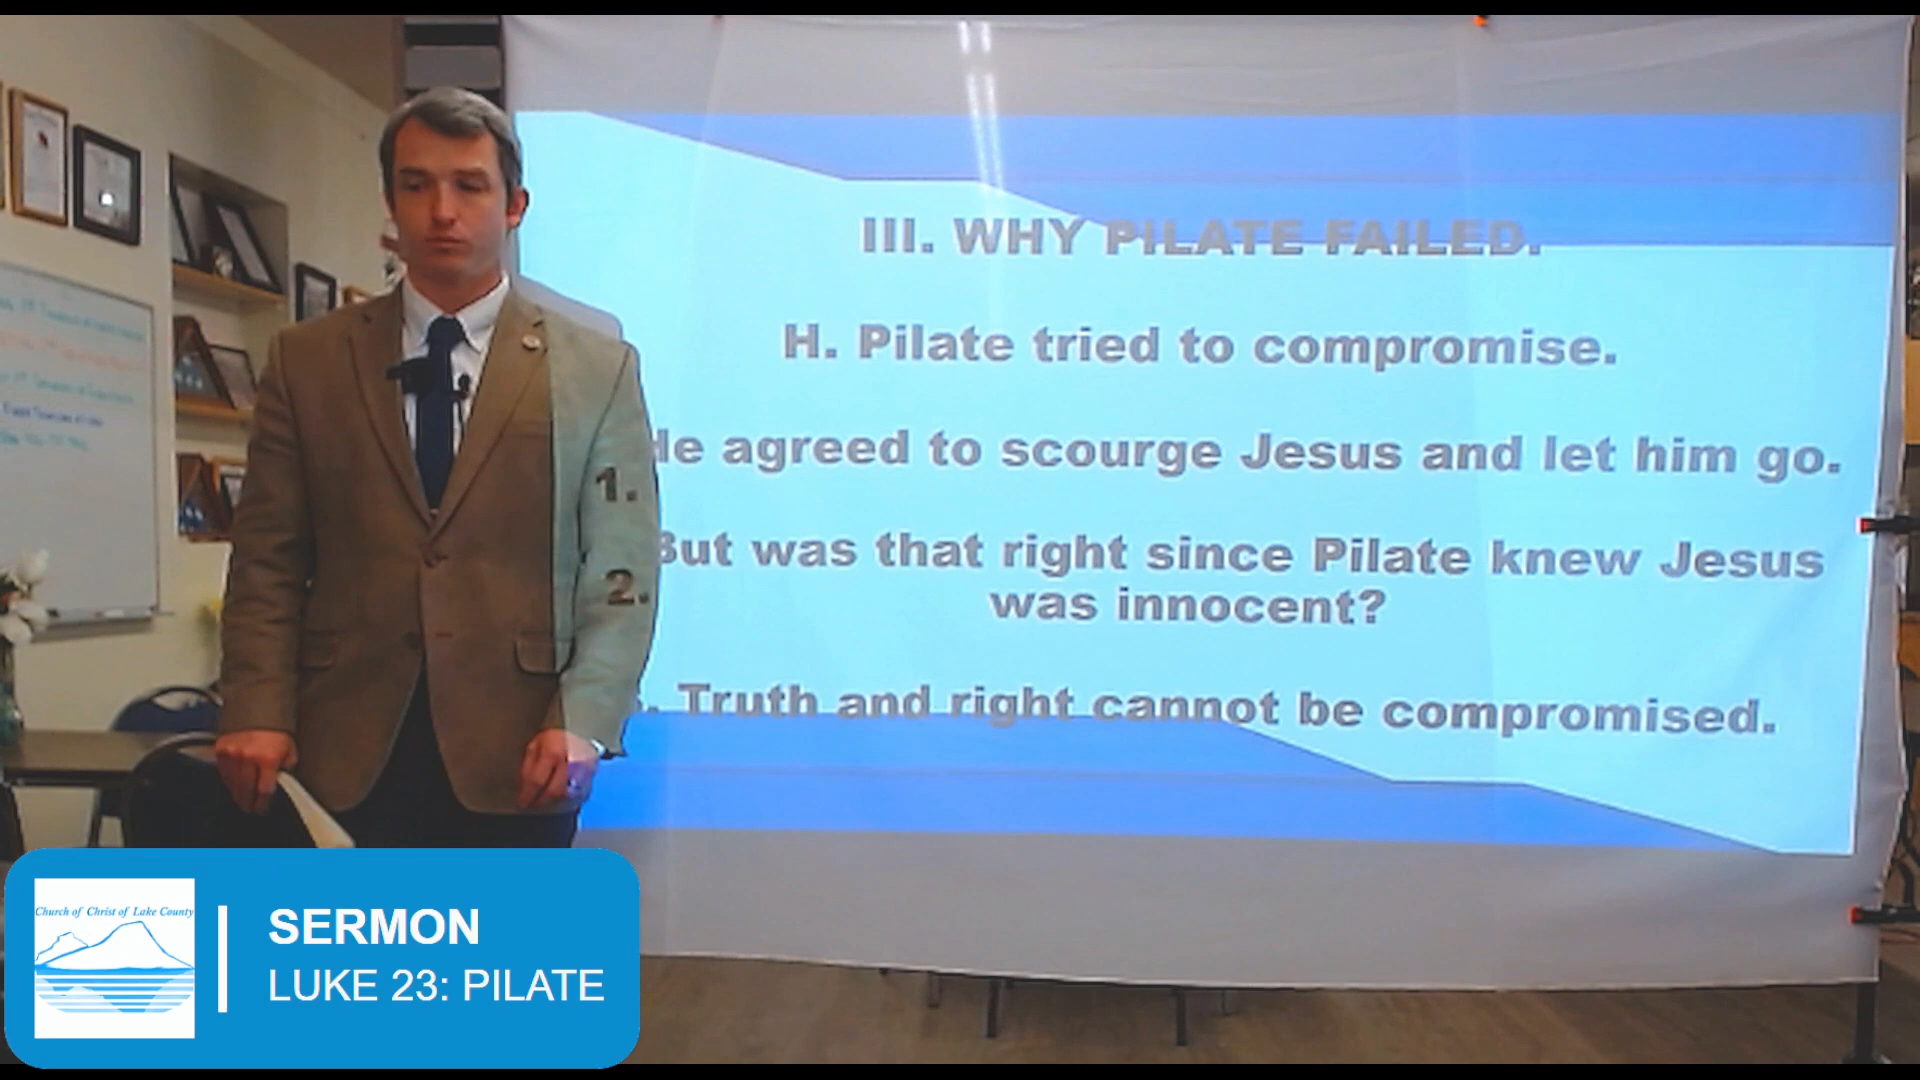 III. WHY PILATE FAILED.
H. Pilate tried to compromise.
1. He agreed to scourge Jesus and let him go.
2. But was that right since Pilate knew Jesus
was innocent?
Truth and right cannot be compromised.
Church of Christ of Lake County
SERMON
LUKE 23: PILATE